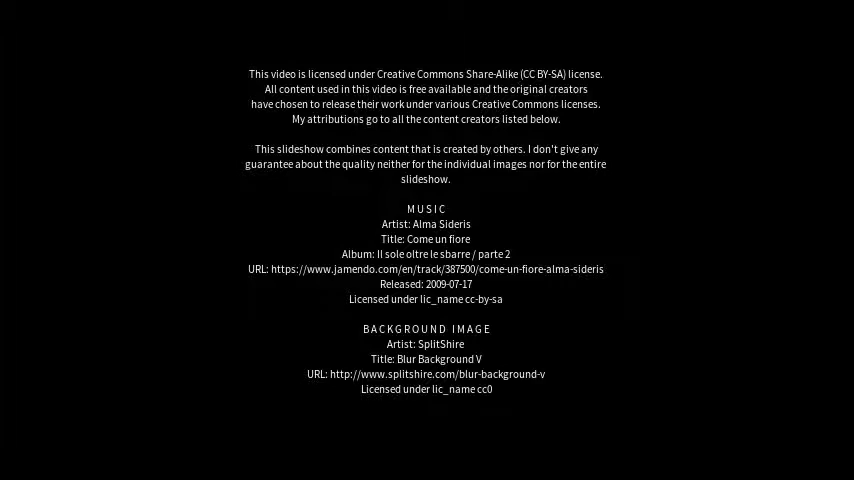 This video is licensed under Creative Commons Share-Alike (CC BY-SA) license.
All content used in this video is free available and the original creators
have chosen to release their work under various Creative Commons licenses.
My attributions go to all the content creators listed below.
This slideshow combines content that is created by others. I don't give any
guarantee about the quality neither for the individual images nor for the entire
slideshow.
MUSIC
Artist: Alma Sideris
Title: Come un fiore
Album: Il sole oltre le sbarre / parte 2
URL: https://www.jamendo.com/en/track/387500/come-un-fiore-alma-sideris
Released: 2009-07-17
Licensed under lic_name cc-by-sa
BACKGROUND IMAGE
Artist: SplitShire
Title: Blur Background V
URL: http://www.splitshire.com/blur-background-v
Licensed under lic_name cc0